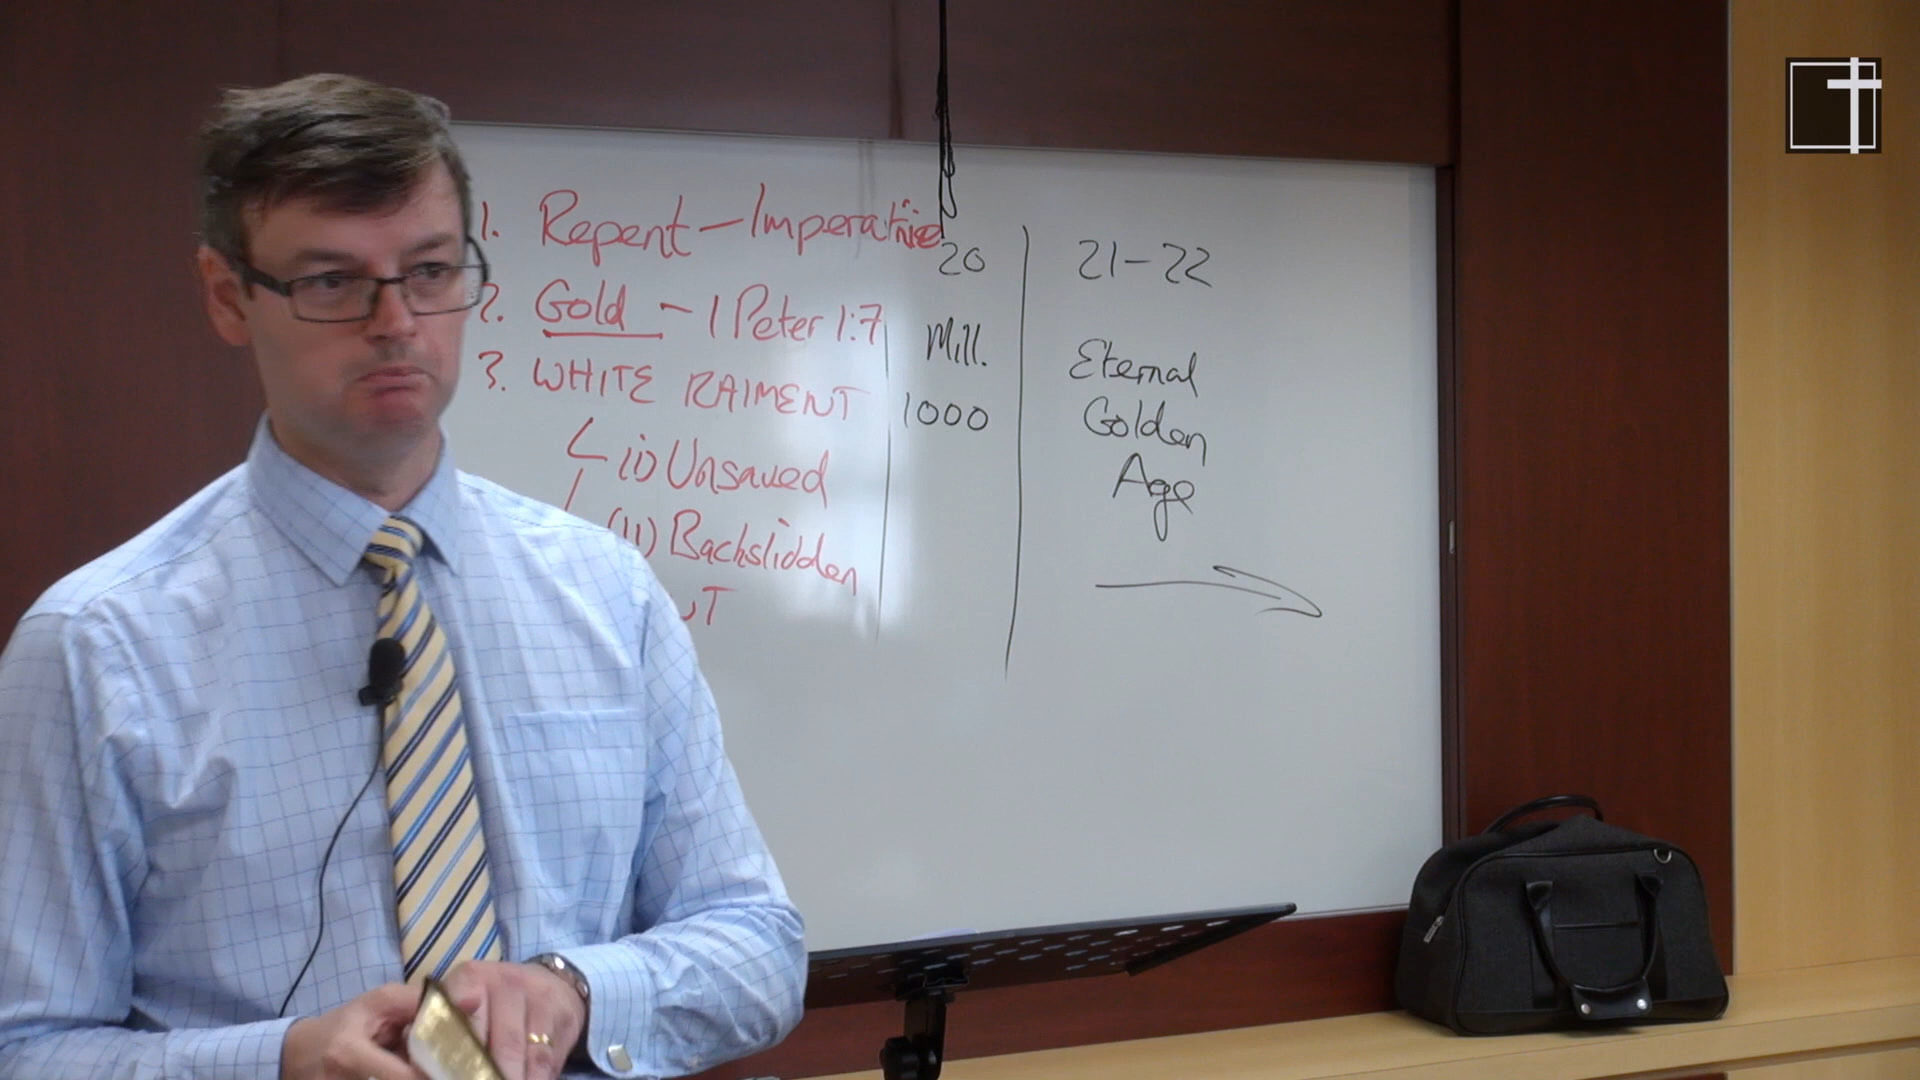 1. Repent - Imperative
2. Gold - 1 Peter 1:7
3. WHITE RAIMENT
(i) Unsaved
(ii) Backslidden
20
Mill.
1000
21-22
Eternal
Golden
Age